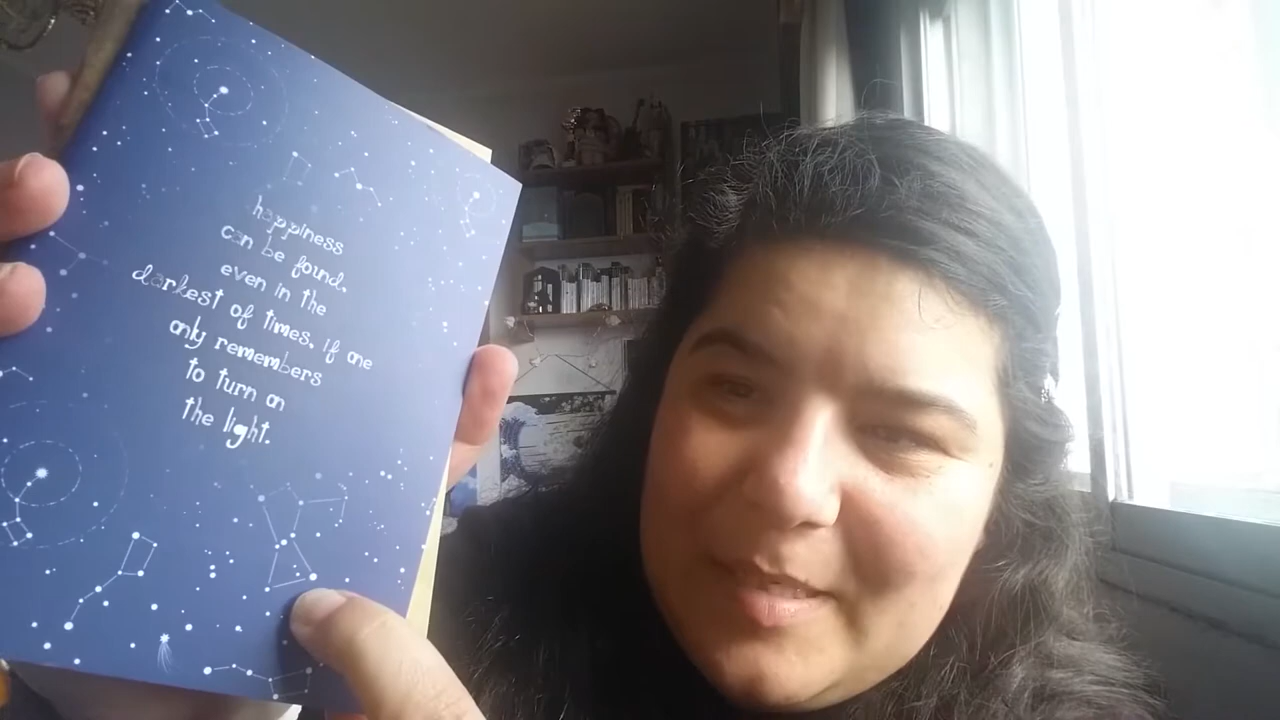 happiness
can be found,
even in the
darkest of times, if one
only remembers
to turn on
the light.